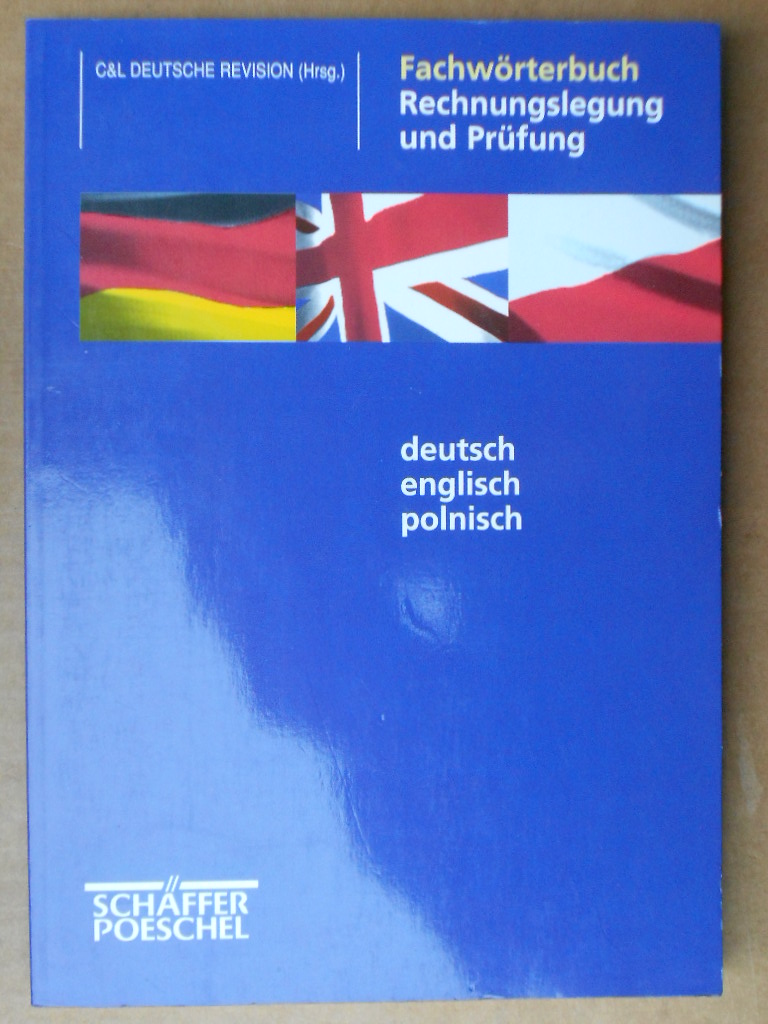 C&L DEUTSCHE REVISION (Hrsg.)
Fachwörterbuch
Rechnungslegung
und Prüfung
deutsch
englisch
polnisch
SCHÄFFER
POESCHEL